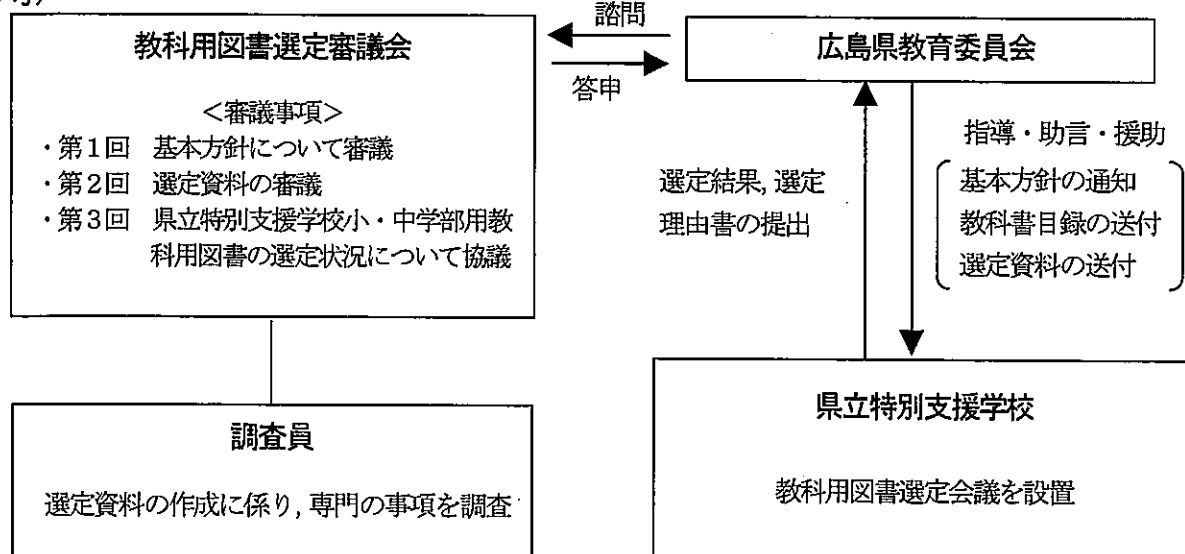 諮問
教科用図書選定審議会
広島県教育委員会
答申
<審議事項>
・第1回 基本方針について審議
・第2回 選定資料の審議
・第3回 県立特別支援学校小・中学部用教
科用図書の選定状況について協議
選定結果, 選定
理由書の提出
指導・助言・援助
基本方針の通知
教科書目録の送付
選定資料の送付
調査員
選定資料の作成に係り, 専門の事項を調査
県立特別支援学校
教科用図書選定会議を設置